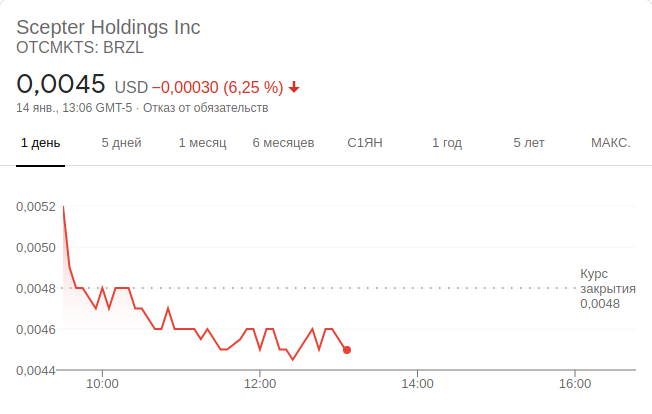 Scepter Holdings Inc
OTCMKTS: BRZL
0,0045 USD −0,00030 (6,25 %)
14 янв., 13:06 GMT-5 · Отказ от обязательств
1 день 5 дней 1 месяц 6 месяцев С1ЯН 1 год 5 лет МАКС.
0,0052
0,0050
Курс
0,0048 закрытия
0,0048
0,0046
0,0044
10:00 12:00 14:00 16:00